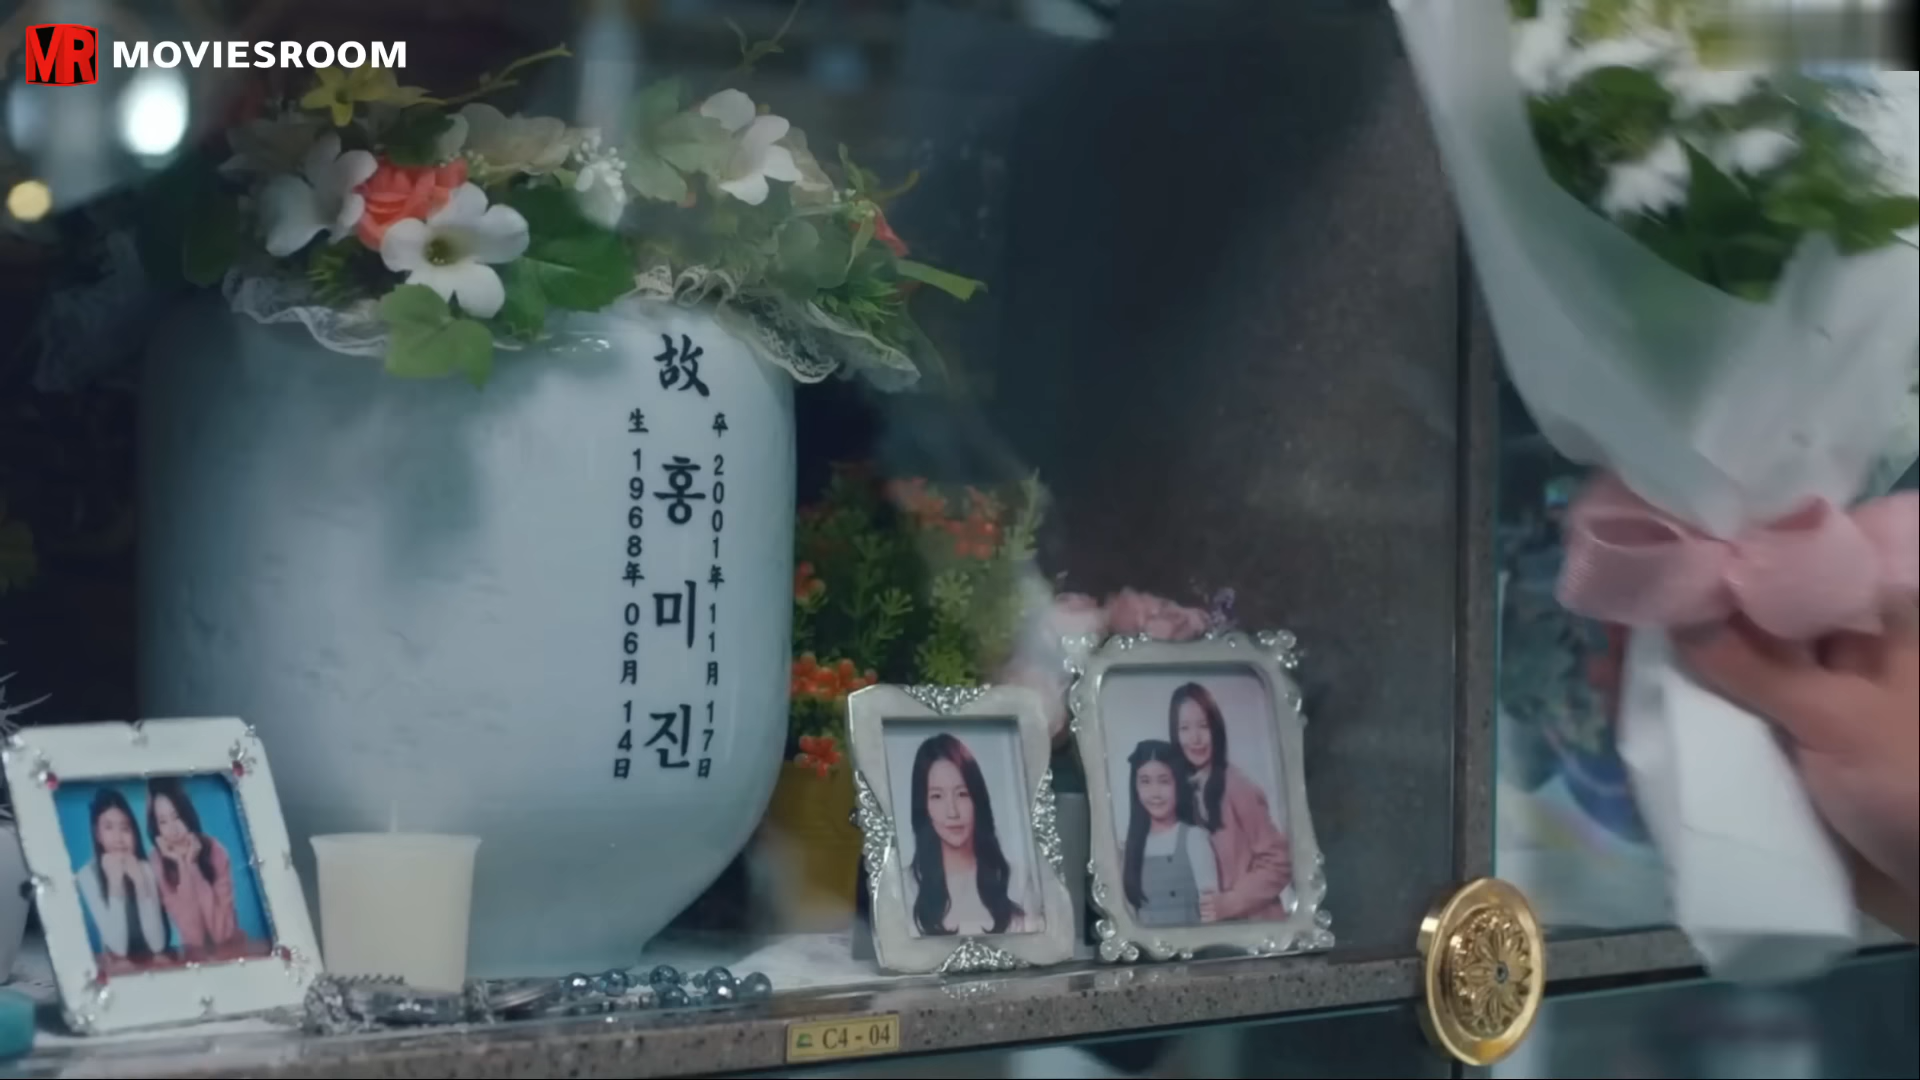 MR MOVIESROOM
故 홍미진
生 1968年 06月 14日
卒 2001年 11月 17日
C4 - 04